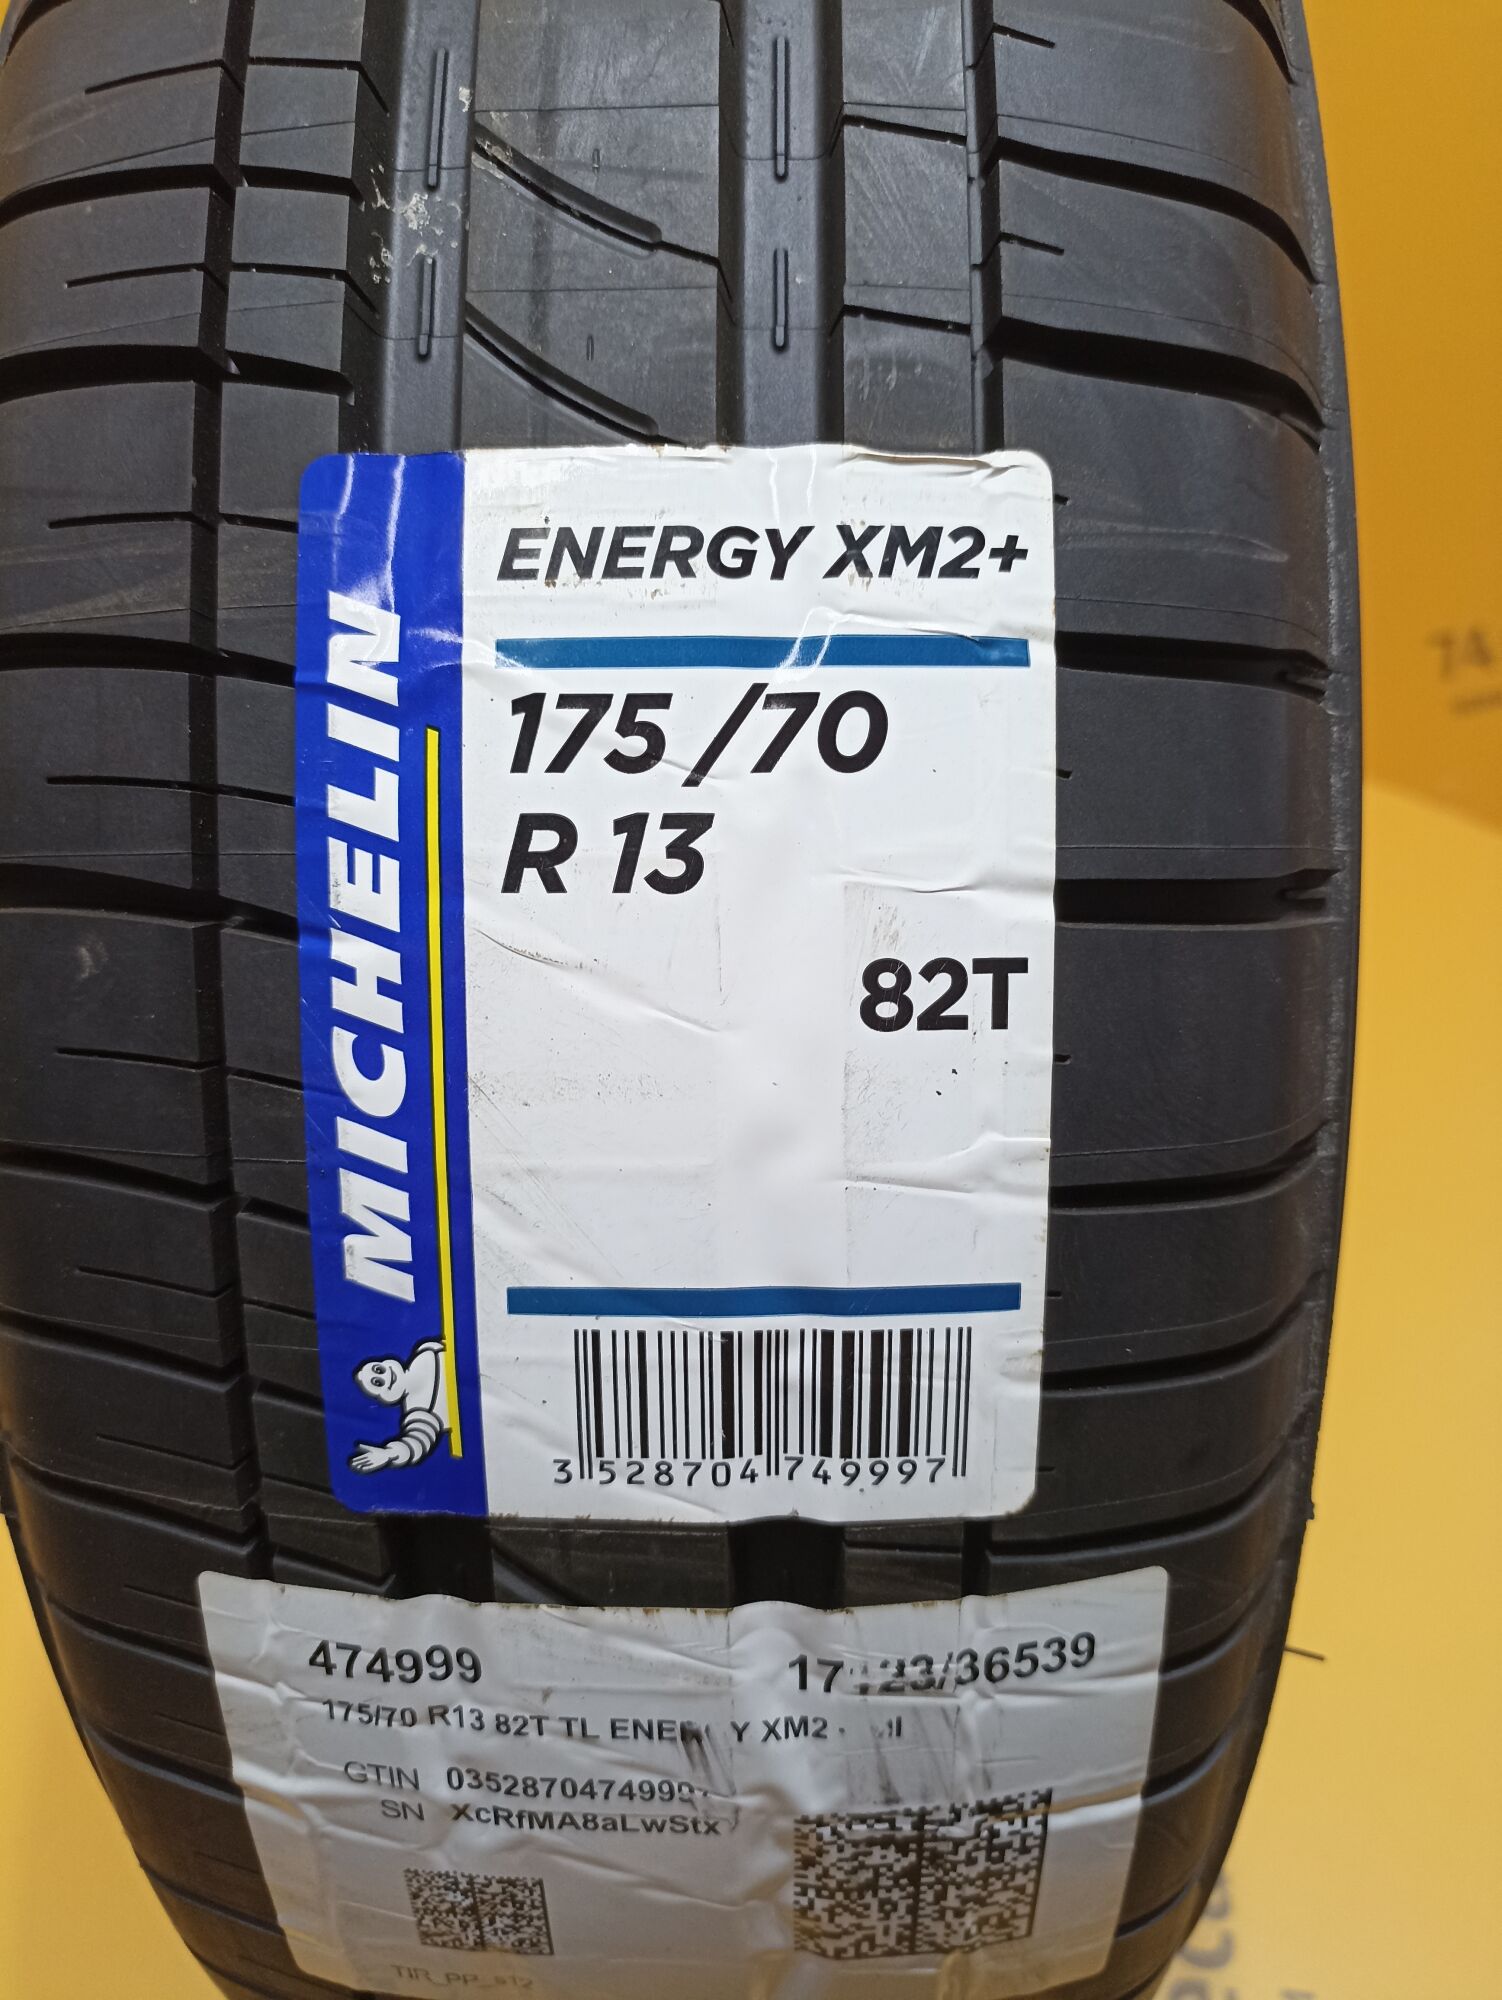 MICHELIN
ENERGY XM2+
175/70
R 13
82T
3 528704 749997
474999
175/70 R13 82T TL XM2
GTIN
SN XcRfMA8aLwStx